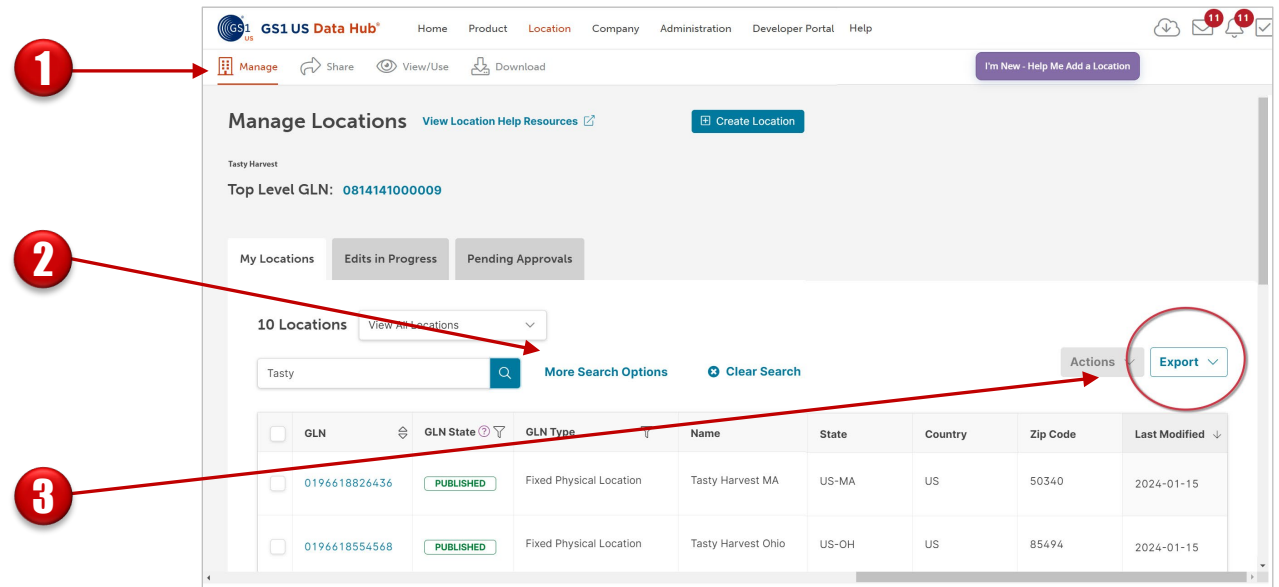 GS1 US GS1 US Data Hub® Home Product Location Company Administration Developer Portal Help 11 11
1 Manage Share View/Use Download I'm New - Help Me Add a Location
Manage Locations View Location Help Resources Create Location
Tasty Harvest
Top Level GLN: 0814141000009
2 My Locations Edits in Progress Pending Approvals
10 Locations View All Locations
Tasty More Search Options Clear Search Actions Export
GLN GLN State ? GLN Type Name State Country Zip Code Last Modified
3 0196618826436 PUBLISHED Fixed Physical Location Tasty Harvest MA US-MA US 50340 2024-01-15
0196618554568 PUBLISHED Fixed Physical Location Tasty Harvest Ohio US-OH US 85494 2024-01-15